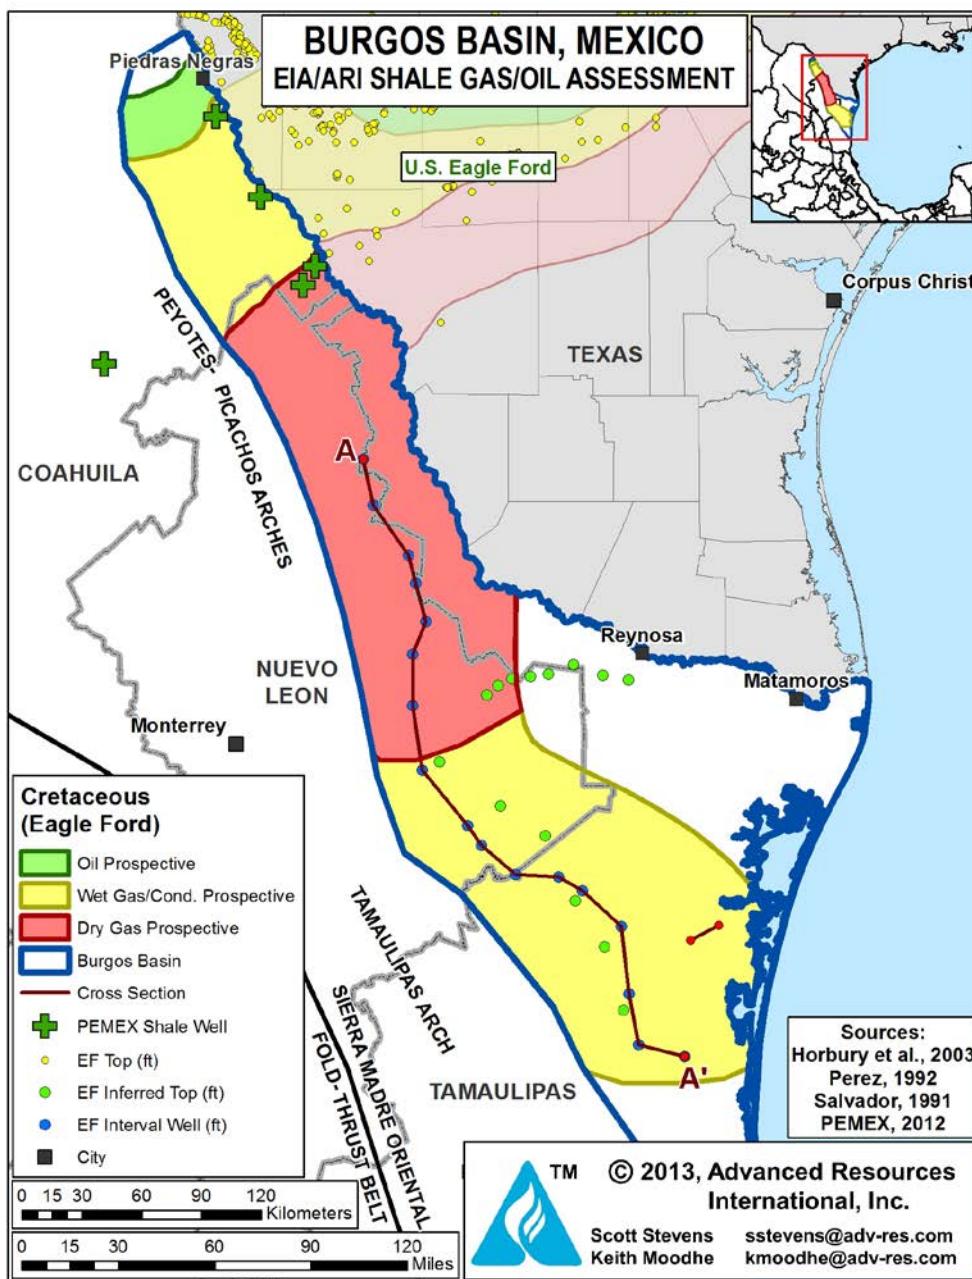 BURGOS BASIN, MEXICO
EIA/ARI SHALE GAS/OIL ASSESSMENT
Piedras Negras
U.S. Eagle Ford
Corpus Christ
TEXAS
PEYOTES- PICACHOS ARCHES
A
COAHUILA
Reynosa
NUEVO
LEON
Matamoros
Monterrey
Cretaceous
(Eagle Ford)
Oil Prospective
Wet Gas/Cond. Prospective
Dry Gas Prospective
Burgos Basin
Cross Section
PEMEX Shale Well
EF Top (ft)
EF Inferred Top (ft)
EF Interval Well (ft)
City
TAMAULIPAS ARCH
SIERRA MADRE ORIENTAL
FOLD- THRUST BELT
A'
TAMAULIPAS
Sources:
Horbury et al., 2003
Perez, 1992
Salvador, 1991
PEMEX, 2012
0 15 30 60 90 120
Kilometers
0 15 30 60 90 120
Miles
TM
© 2013, Advanced Resources
International, Inc.
Scott Stevens sstevens@adv-res.com
Keith Moodhe kmoodhe@adv-res.com